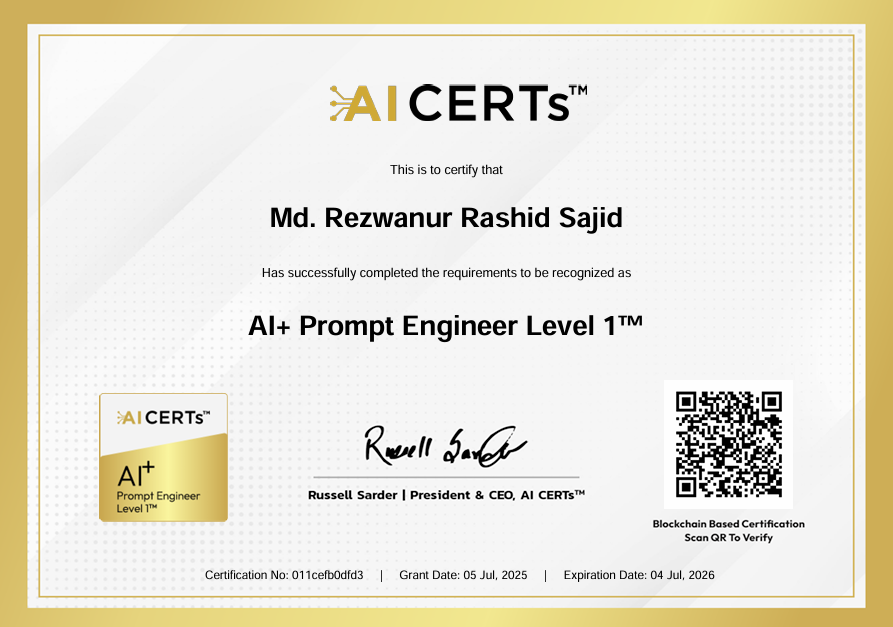 AI CERTs™
This is to certify that
Md. Rezwanur Rashid Sajid
Has successfully completed the requirements to be recognized as
AI+ Prompt Engineer Level 1™
AI CERTs™
AI+
Prompt Engineer
Level 1™
Russell Sarder
Russell Sarder | President & CEO, AI CERTs™
Blockchain Based Certification
Scan QR To Verify
Certification No: 011cefb0dfd3 | Grant Date: 05 Jul, 2025 | Expiration Date: 04 Jul, 2026